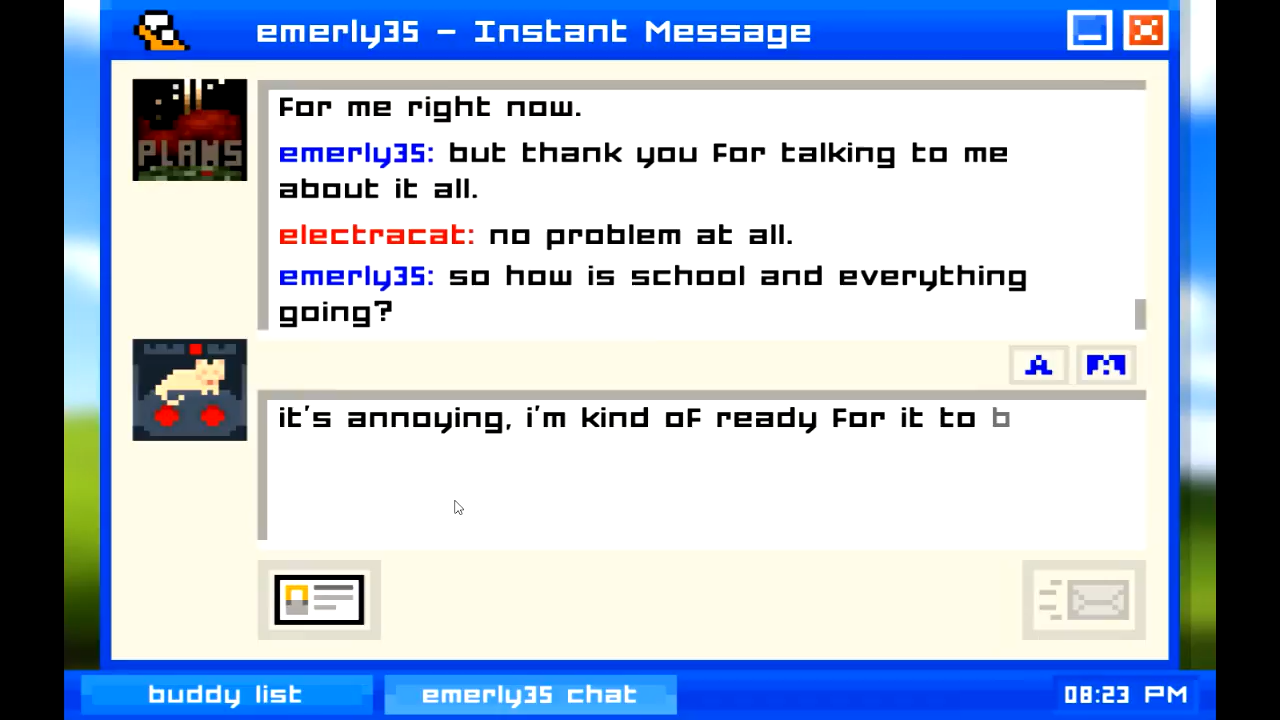 emerly35 - Instant Message
For me right now.
emerly35: but thank you For talking to me
about it all.
electracat: no problem at all.
emerly35: so how is school and everything
going?
PLAWS
A
it's annoying, i'm kind of ready For it to b
buddy list
emerly35 chat
08:23 PM